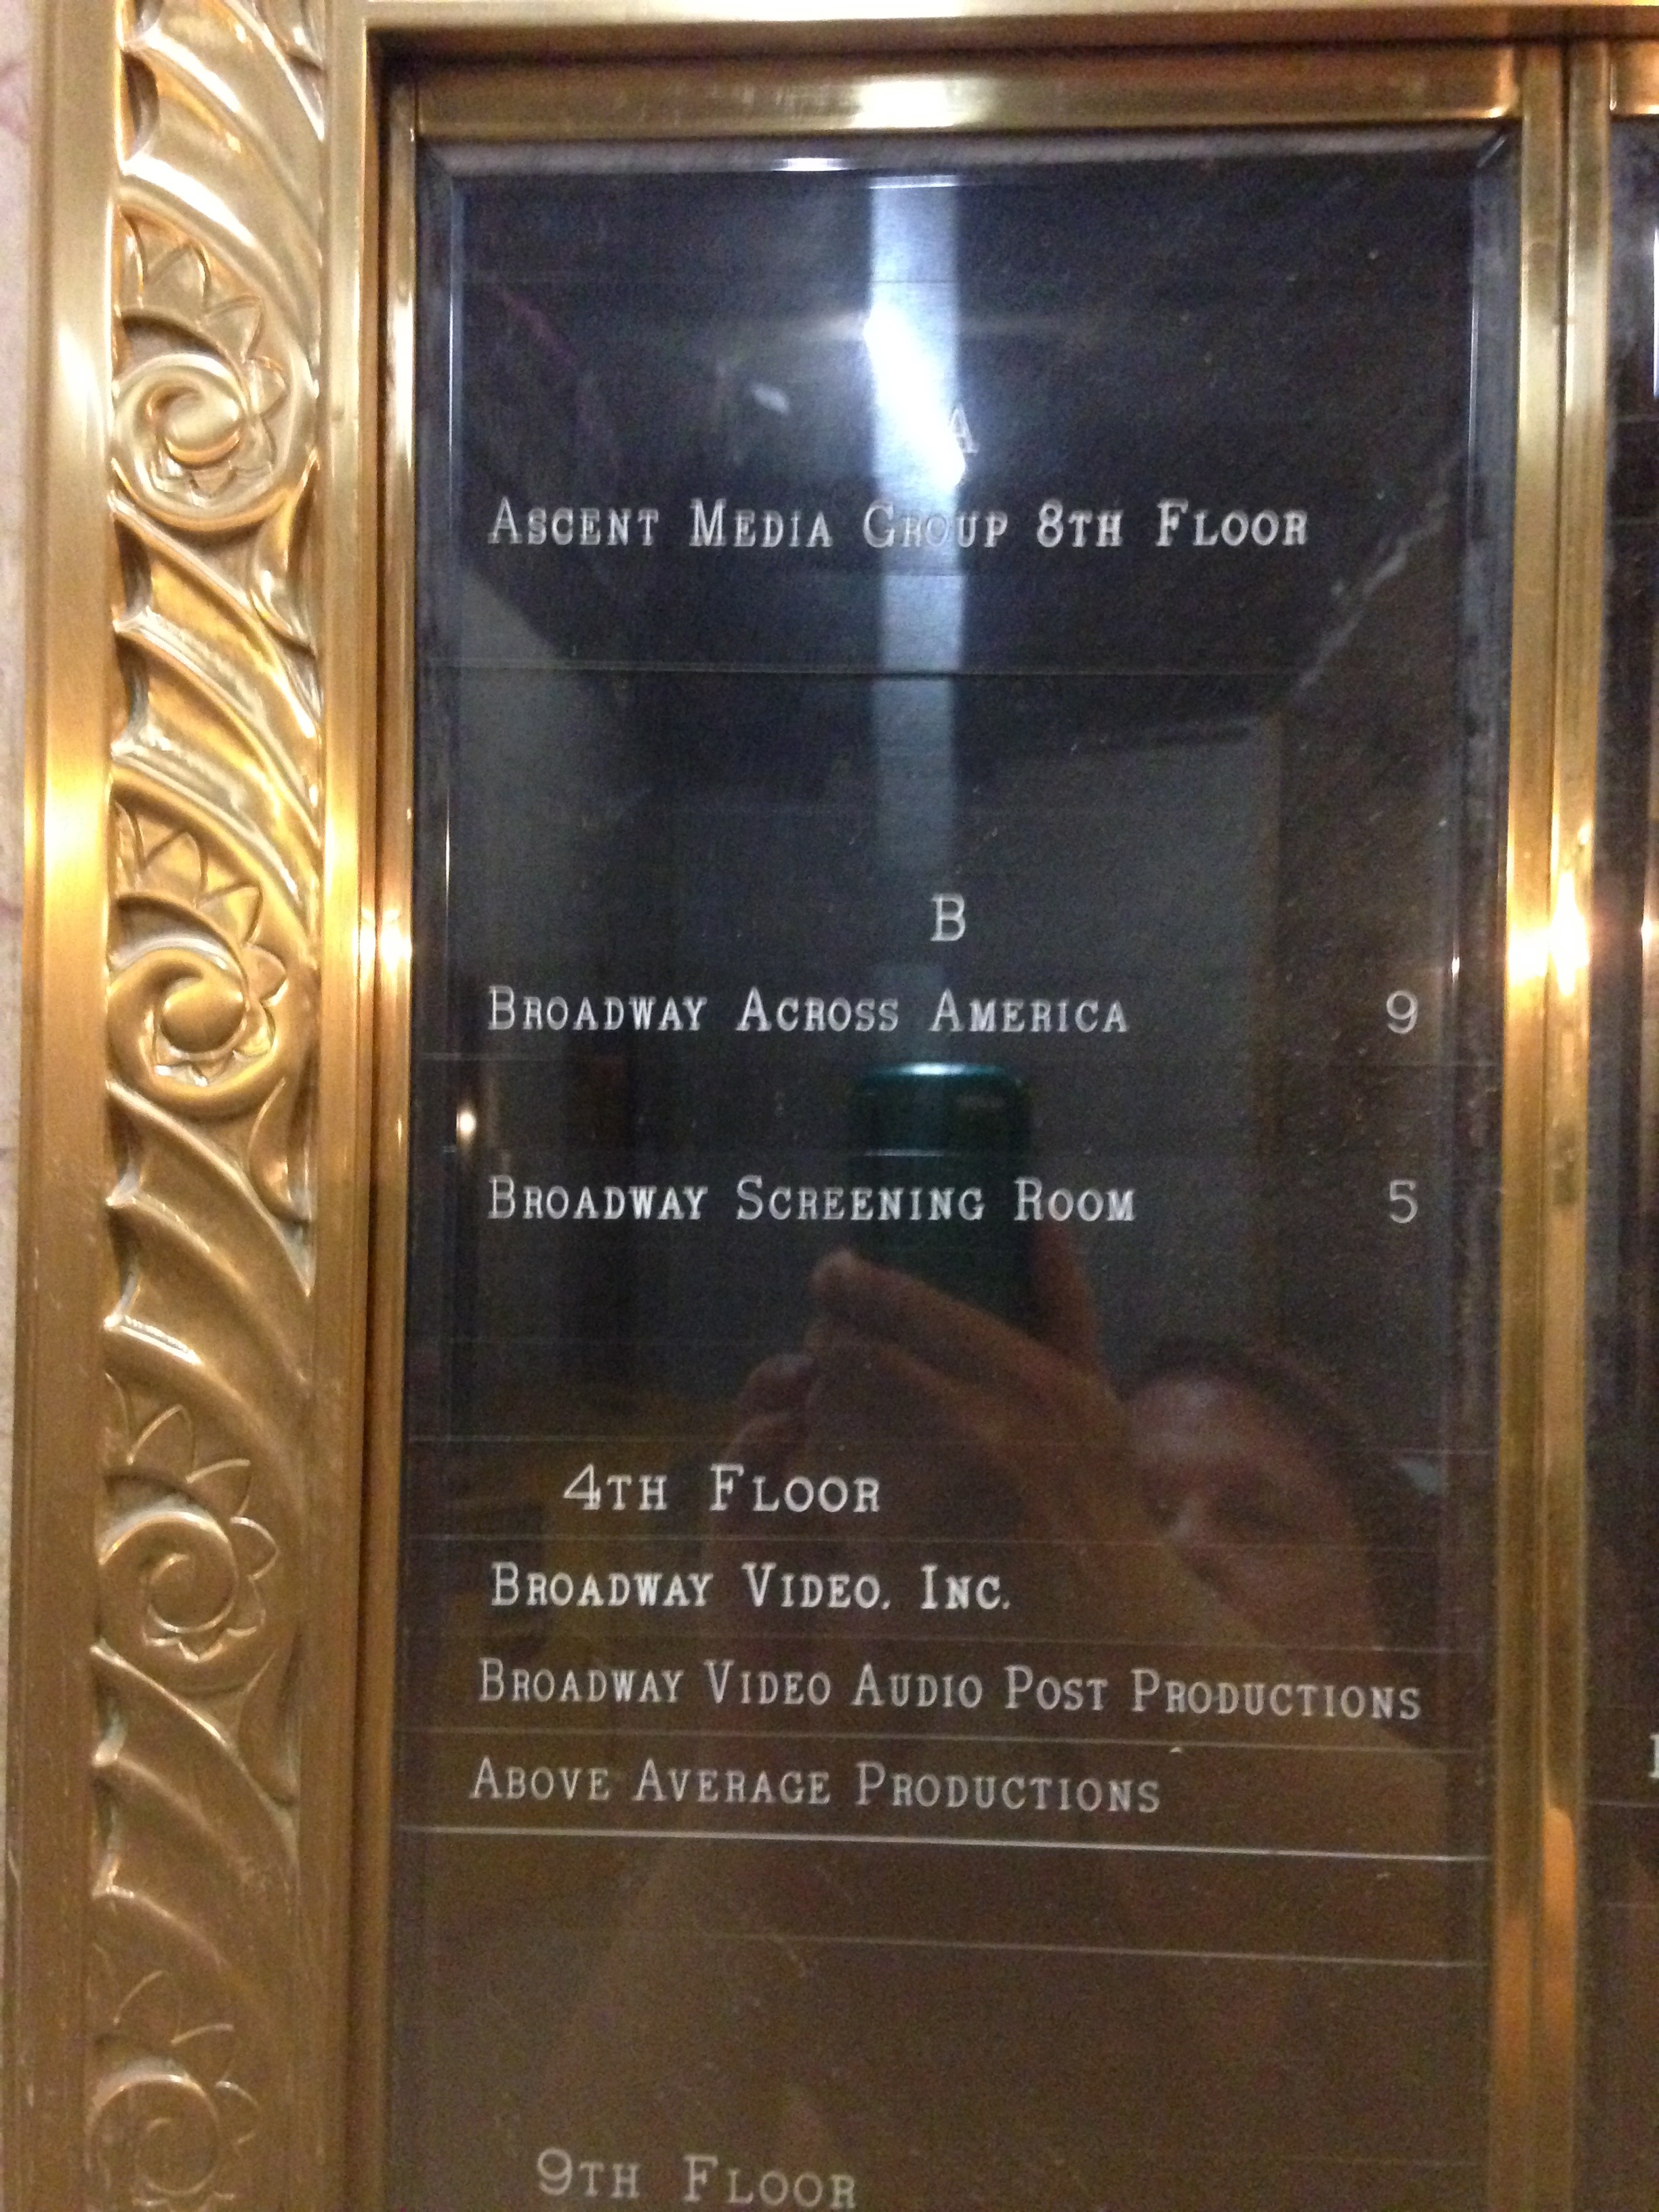 A
ASCENT MEDIA GROUP 8TH FLOOR
B
BROADWAY ACROSS AMERICA 9
BROADWAY SCREENING ROOM 5
4TH FLOOR
BROADWAY VIDEO, INC.
BROADWAY VIDEO AUDIO POST PRODUCTIONS
ABOVE AVERAGE PRODUCTIONS
9TH FLOOR